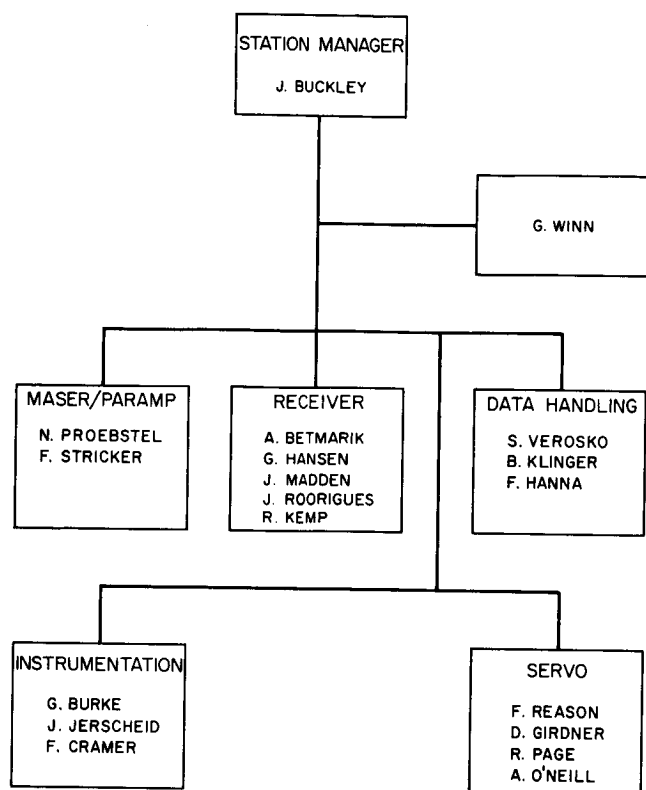 STATION MANAGER
J. BUCKLEY
G. WINN
MASER/PARAMP
N. PROEBSTEL
F. STRICKER
RECEIVER
A. BETMARIK
G. HANSEN
J. MADDEN
J. ROORIGUES
R. KEMP
DATA HANDLING
S. VEROSKO
B. KLINGER
F. HANNA
INSTRUMENTATION
G. BURKE
J. JERSCHEID
F. CRAMER
SERVO
F. REASON
D. GIRDNER
R. PAGE
A. O'NEILL